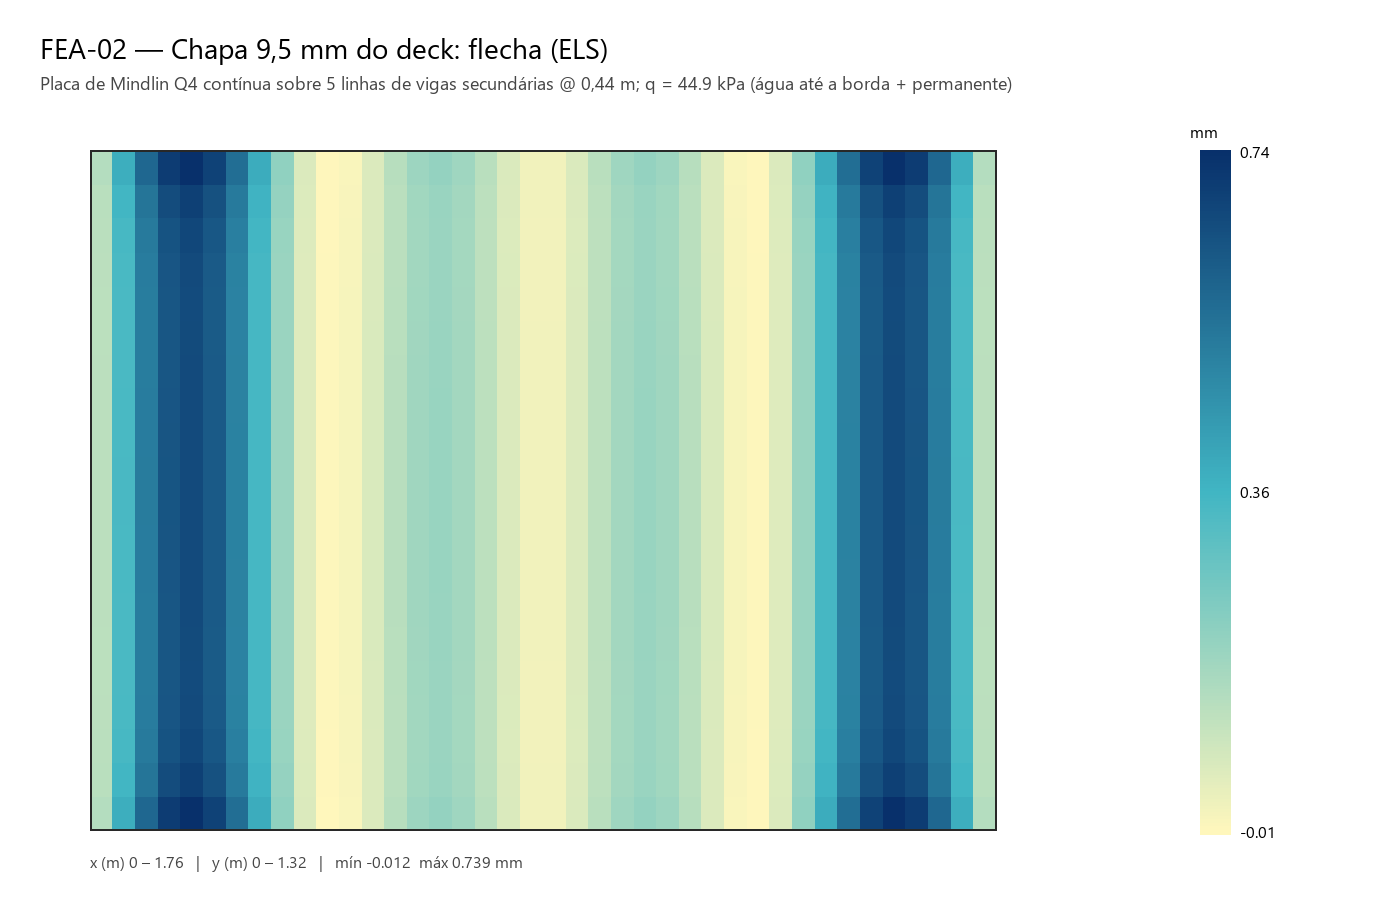 FEA-02 — Chapa 9,5 mm do deck: flecha (ELS)
Placa de Mindlin Q4 contínua sobre 5 linhas de vigas secundárias @ 0,44 m; q = 44.9 kPa (água até a borda + permanente)
mm
0.74
0.36
-0.01
x (m) 0 – 1.76 | y (m) 0 – 1.32 | mín -0.012 máx 0.739 mm